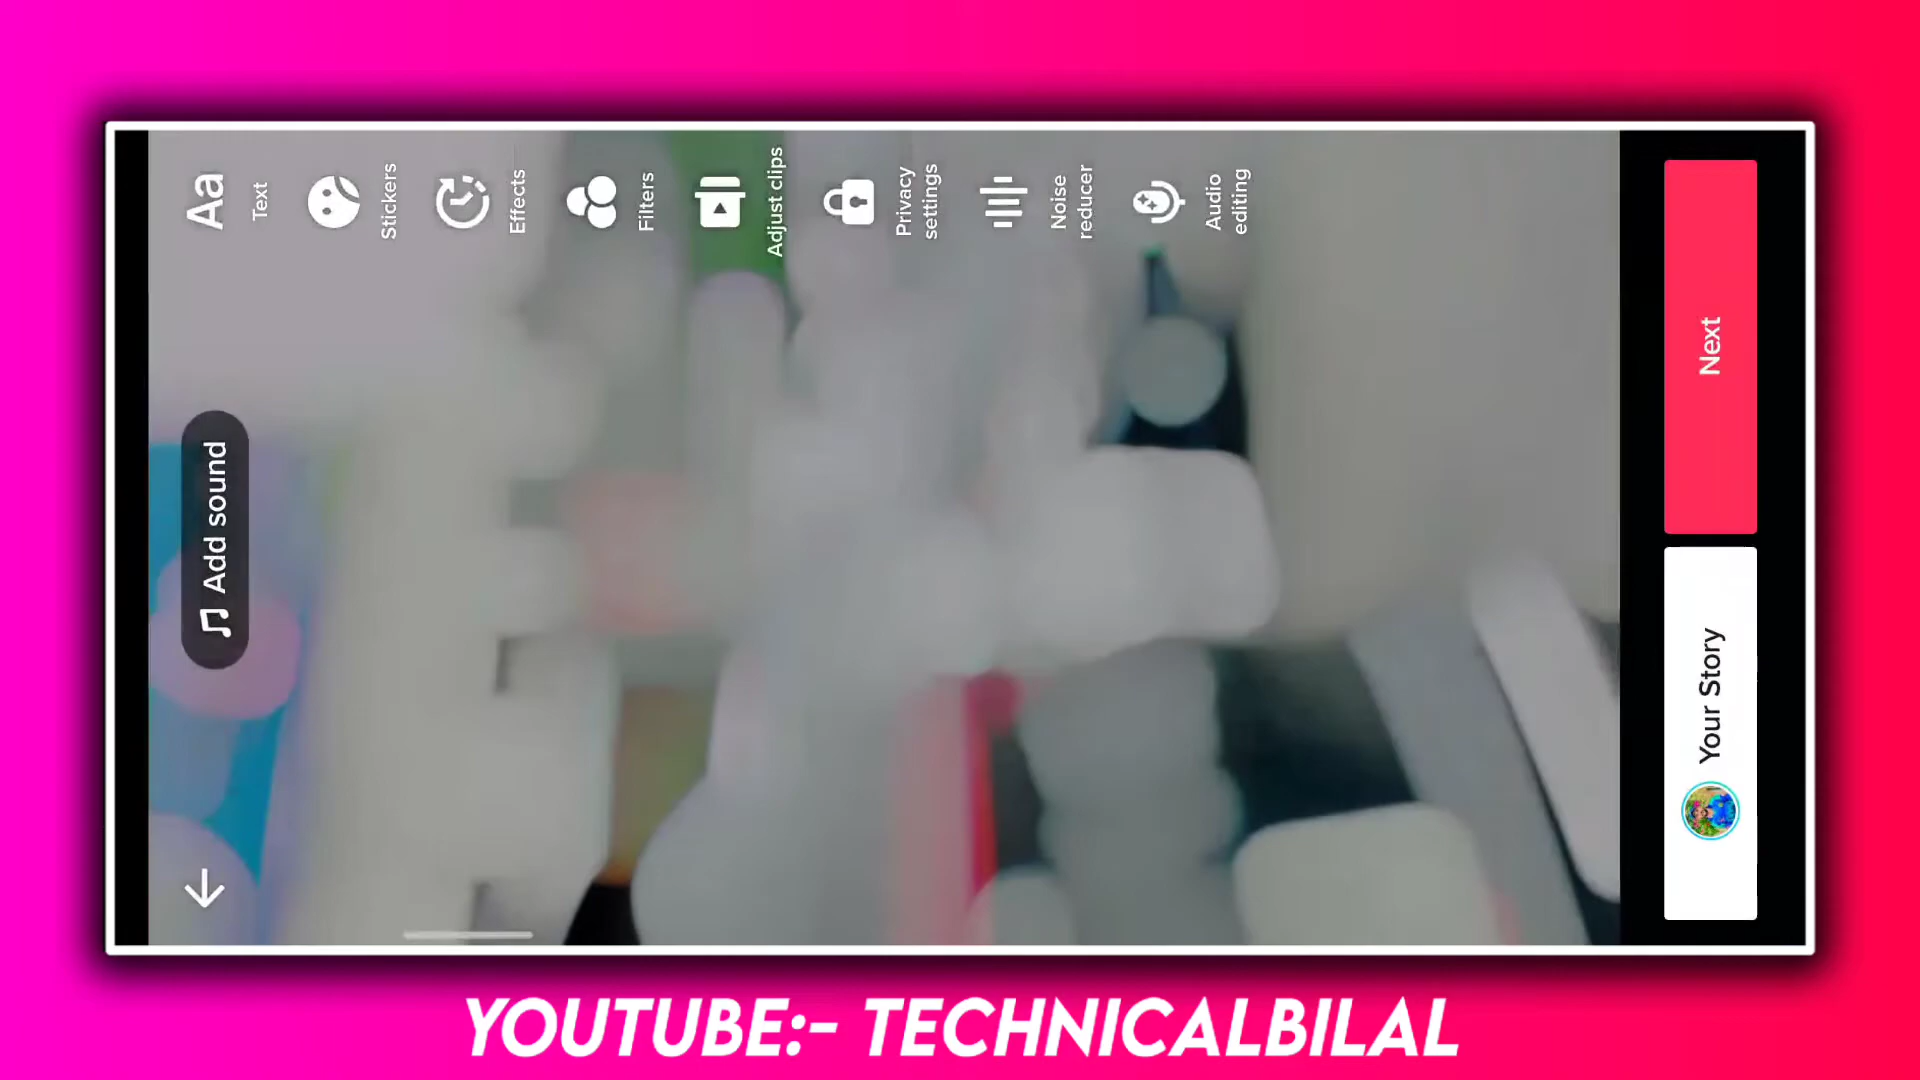 Add sound
Aa
Text
Stickers
Effects
Filters
Adjust clips
Privacy
settings
Noise
reducer
Audio
editing
Your Story
Next
YOUTUBE:- TECHNICALBILAL